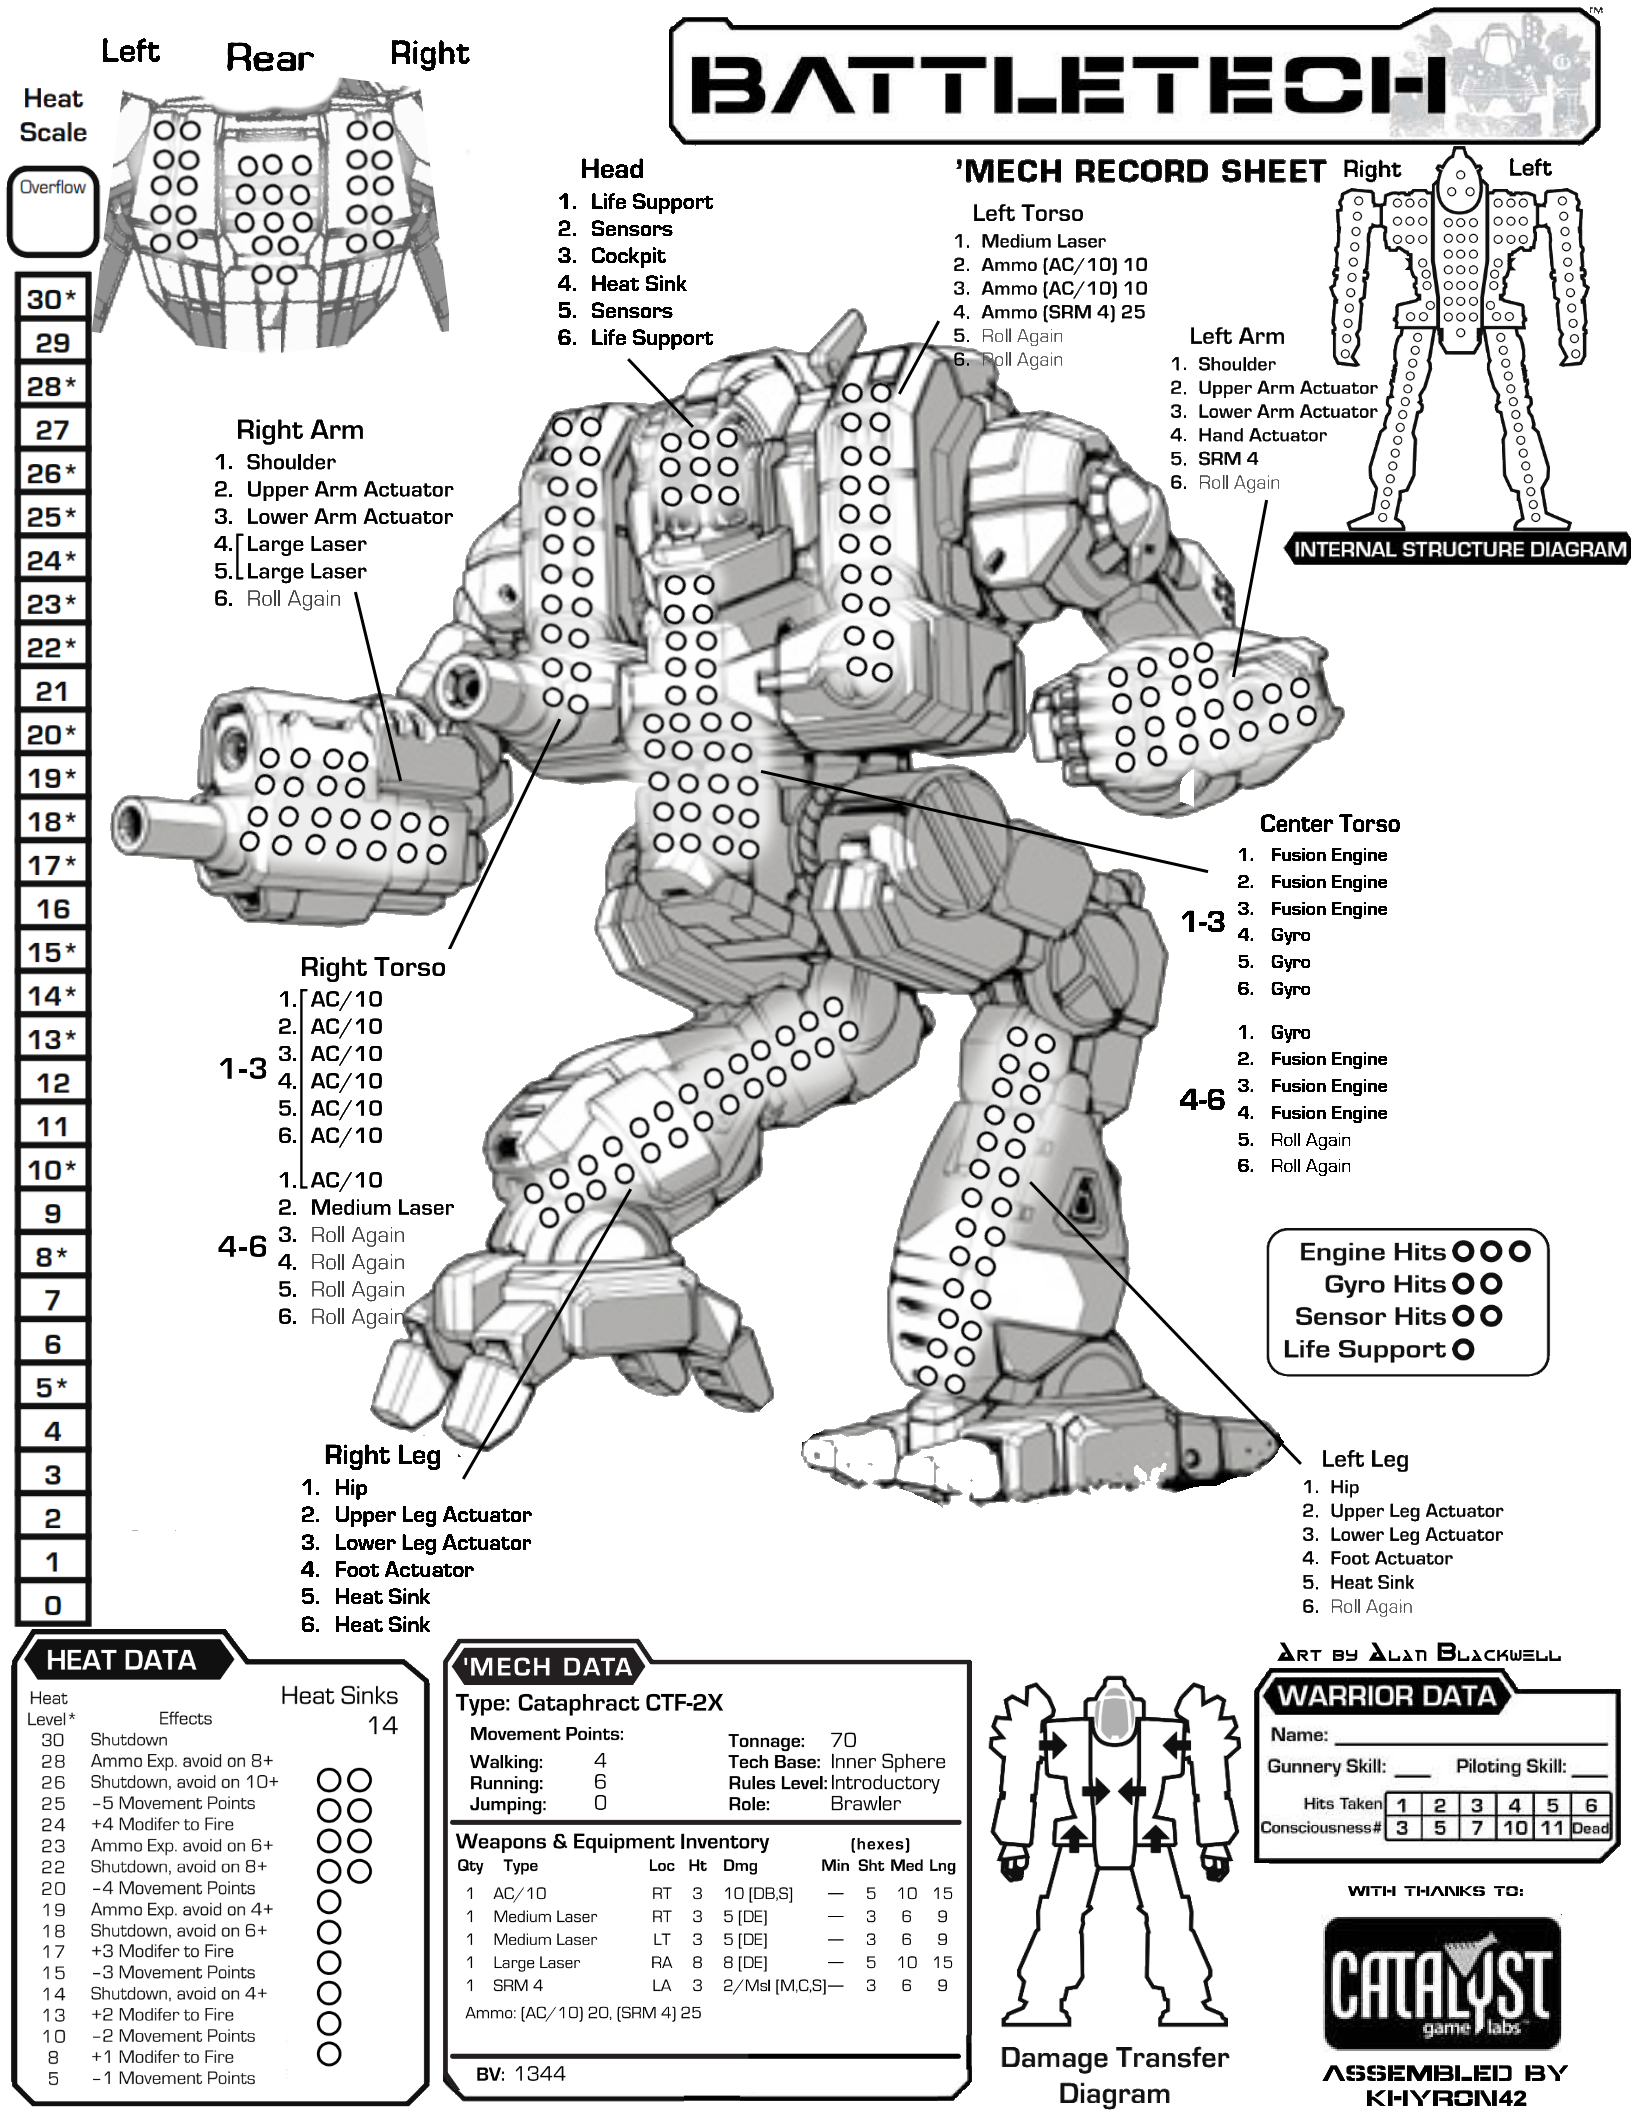 Left Rear Right
Heat
Scale
Overflow
30*
29
28*
27
26*
25*
24*
23*
22*
21
20*
19*
18*
17*
16
15*
14*
13*
12
11
10*
9
8*
7
6
5*
4
3
2
1
0
BATTLETECH
TM
'MECH RECORD SHEET
Right Left
INTERNAL STRUCTURE DIAGRAM
Head
1. Life Support
2. Sensors
3. Cockpit
4. Heat Sink
5. Sensors
6. Life Support
Left Torso
1. Medium Laser
2. Ammo (AC/10) 10
3. Ammo (AC/10) 10
4. Ammo (SRM 4) 25
5. Roll Again
6. Roll Again
Left Arm
1. Shoulder
2. Upper Arm Actuator
3. Lower Arm Actuator
4. Hand Actuator
5. SRM 4
6. Roll Again
Right Arm
1. Shoulder
2. Upper Arm Actuator
3. Lower Arm Actuator
4. Large Laser
5. Large Laser
6. Roll Again
Center Torso
1-3
1. Fusion Engine
2. Fusion Engine
3. Fusion Engine
4. Gyro
5. Gyro
6. Gyro
4-6
1. Gyro
2. Fusion Engine
3. Fusion Engine
4. Fusion Engine
5. Roll Again
6. Roll Again
Right Torso
1-3
1. AC/10
2. AC/10
3. AC/10
4. AC/10
5. AC/10
6. AC/10
4-6
1. AC/10
2. Medium Laser
3. Roll Again
4. Roll Again
5. Roll Again
6. Roll Again
Engine Hits
Gyro Hits
Sensor Hits
Life Support
Right Leg
1. Hip
2. Upper Leg Actuator
3. Lower Leg Actuator
4. Foot Actuator
5. Heat Sink
6. Heat Sink
Left Leg
1. Hip
2. Upper Leg Actuator
3. Lower Leg Actuator
4. Foot Actuator
5. Heat Sink
6. Roll Again
HEAT DATA
Heat
Level* Effects
Heat Sinks
14
30 Shutdown
28 Ammo Exp. avoid on 8+
26 Shutdown, avoid on 10+
25 -5 Movement Points
24 +4 Modifer to Fire
23 Ammo Exp. avoid on 6+
22 Shutdown, avoid on 8+
20 -4 Movement Points
19 Ammo Exp. avoid on 4+
18 Shutdown, avoid on 6+
17 +3 Modifer to Fire
15 -3 Movement Points
14 Shutdown, avoid on 4+
13 +2 Modifer to Fire
10 -2 Movement Points
8 +1 Modifer to Fire
5 -1 Movement Points
'MECH DATA
Type: Cataphract CTF-2X
Movement Points:
Walking: 4
Running: 6
Jumping: 0
Tonnage: 70
Tech Base: Inner Sphere
Rules Level: Introductory
Role: Brawler
Weapons & Equipment Inventory (hexes)
Qty Type Loc Ht Dmg Min Sht Med Lng
1 AC/10 RT 3 10 [DB,S] — 5 10 15
1 Medium Laser RT 3 5 [DE] — 3 6 9
1 Medium Laser LT 3 5 [DE] — 3 6 9
1 Large Laser RA 8 8 [DE] — 5 10 15
1 SRM 4 LA 3 2/Msl [M,C,S] — 3 6 9
Ammo: (AC/10) 20, (SRM 4) 25
BV: 1344
Damage Transfer
Diagram
ART BY ALAN BLACKWELL
WARRIOR DATA
Name:
Gunnery Skill: Piloting Skill:
Hits Taken 1 2 3 4 5 6
Consciousness# 3 5 7 10 11 Dead
WITH THANKS TO:
CATALYST
game labs
ASSEMBLED BY
KHYRON42